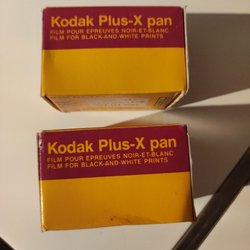 Kodak Plus-X pan
FILM POUR EPREUVES NOIR-ET-BLANC
FILM FOR BLACK-AND-WHITE PRINTS
Kodak Plus-X pan
FILM POUR EPREUVES NOIR-ET-BLANC
FILM FOR BLACK-AND-WHITE PRINTS